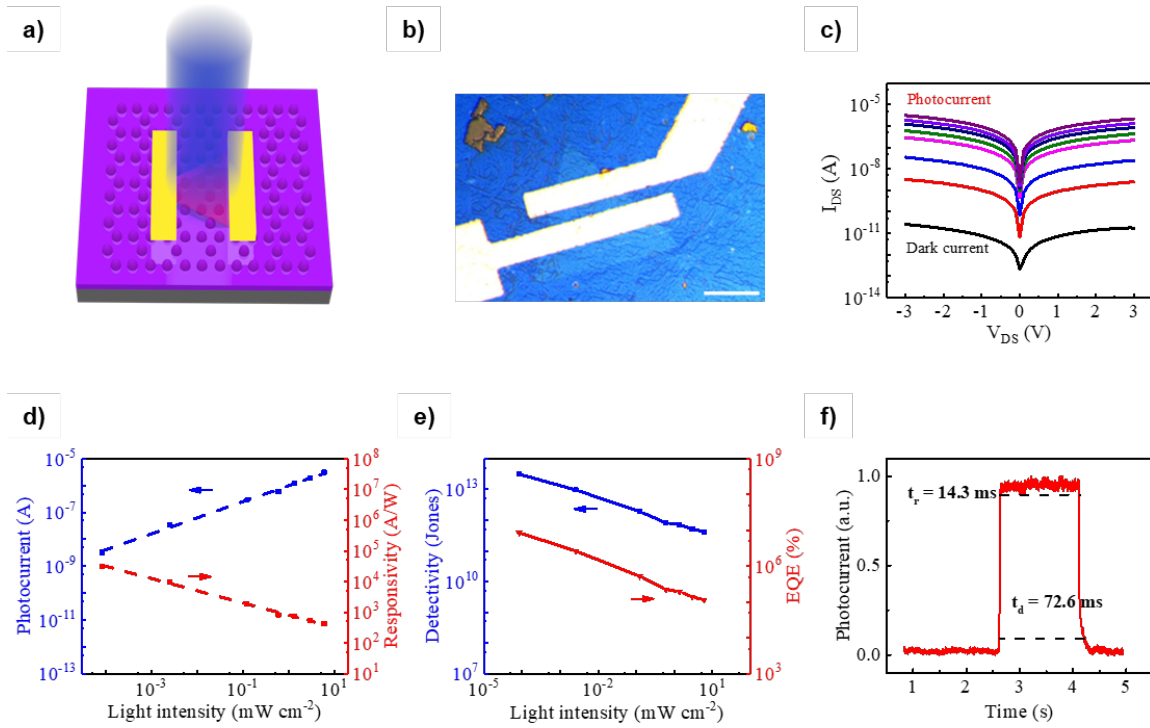 a)
b)
c)
I_DS (A)
10^-5
10^-8
10^-11
10^-14
Photocurrent
Dark current
-3 -2 -1 0 1 2 3
V_DS (V)
d)
Photocurrent (A)
10^-5
10^-7
10^-9
10^-11
10^-13
10^8
10^7
10^6
10^5
10^4
10^3
10^2
10^1
Responsivity (A/W)
10^-3 10^-1 10^1
Light intensity (mW cm^-2)
e)
Detectivity (Jones)
10^13
10^10
10^7
10^9
10^6
10^3
EQE (%)
10^-5 10^-2 10^1
Light intensity (mW cm^-2)
f)
Photocurrent (a.u.)
1.0
0.5
0.0
t_r = 14.3 ms
t_d = 72.6 ms
1 2 3 4 5
Time (s)